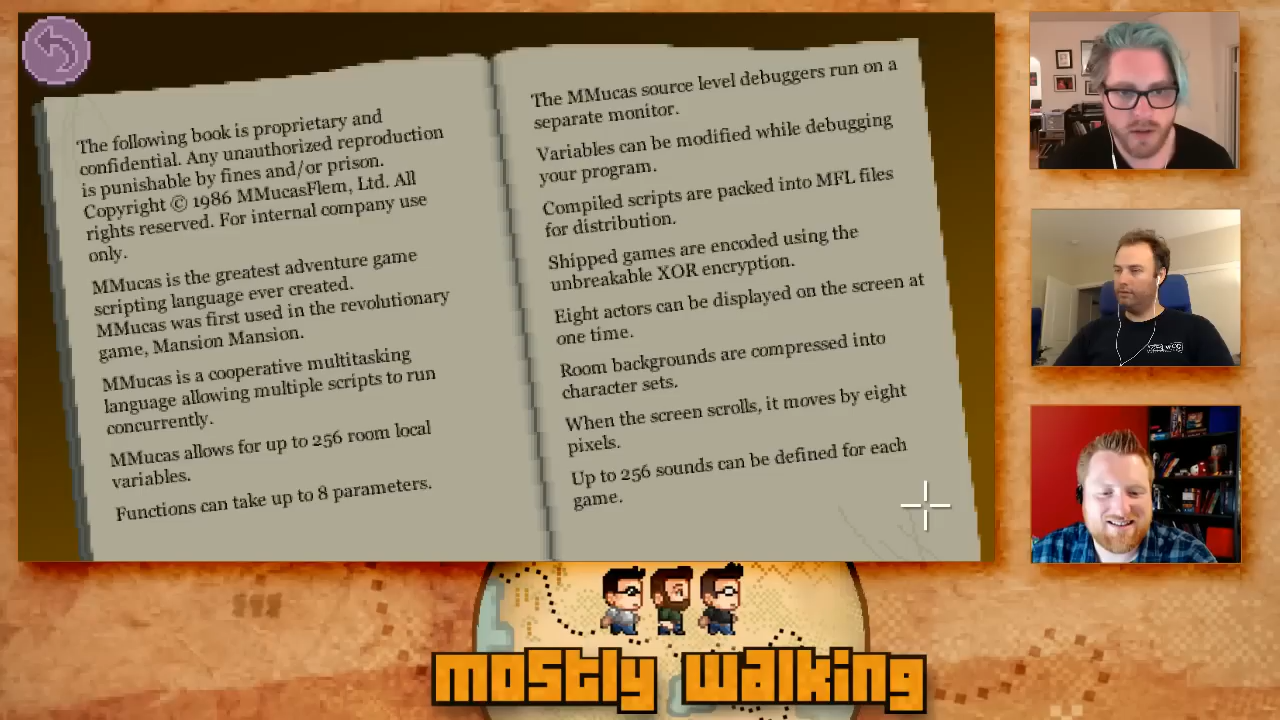 The following book is proprietary and
confidential. Any unauthorized reproduction
is punishable by fines and/or prison.
Copyright © 1986 MMucasFlem, Ltd. All
rights reserved. For internal company use
only.
MMucas is the greatest adventure game
scripting language ever created.
MMucas was first used in the revolutionary
game, Mansion Mansion.
MMucas is a cooperative multitasking
language allowing multiple scripts to run
concurrently.
MMucas allows for up to 256 room local
variables.
Functions can take up to 8 parameters.
The MMucas source level debuggers run on a
separate monitor.
Variables can be modified while debugging
your program.
Compiled scripts are packed into MFL files
for distribution.
Shipped games are encoded using the
unbreakable XOR encryption.
Eight actors can be displayed on the screen at
one time.
Room backgrounds are compressed into
character sets.
When the screen scrolls, it moves by eight
pixels.
Up to 256 sounds can be defined for each
game.
mostly walking